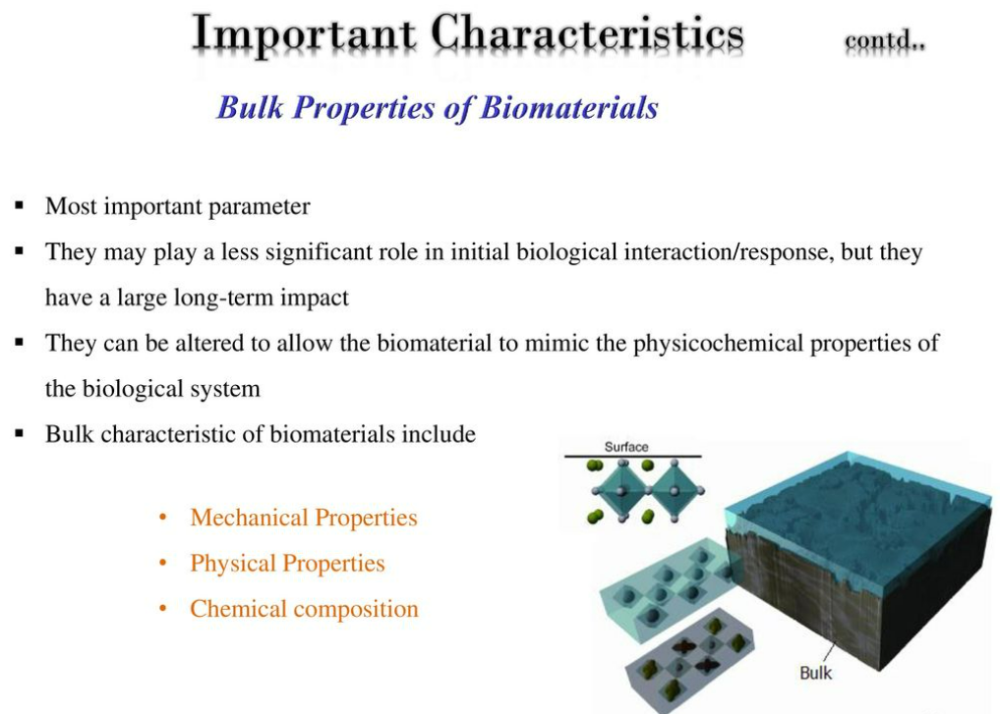 Important Characteristics contd..
Bulk Properties of Biomaterials
▪ Most important parameter
▪ They may play a less significant role in initial biological interaction/response, but they
have a large long-term impact
▪ They can be altered to allow the biomaterial to mimic the physicochemical properties of
the biological system
▪ Bulk characteristic of biomaterials include
• Mechanical Properties
• Physical Properties
• Chemical composition
Surface
Bulk